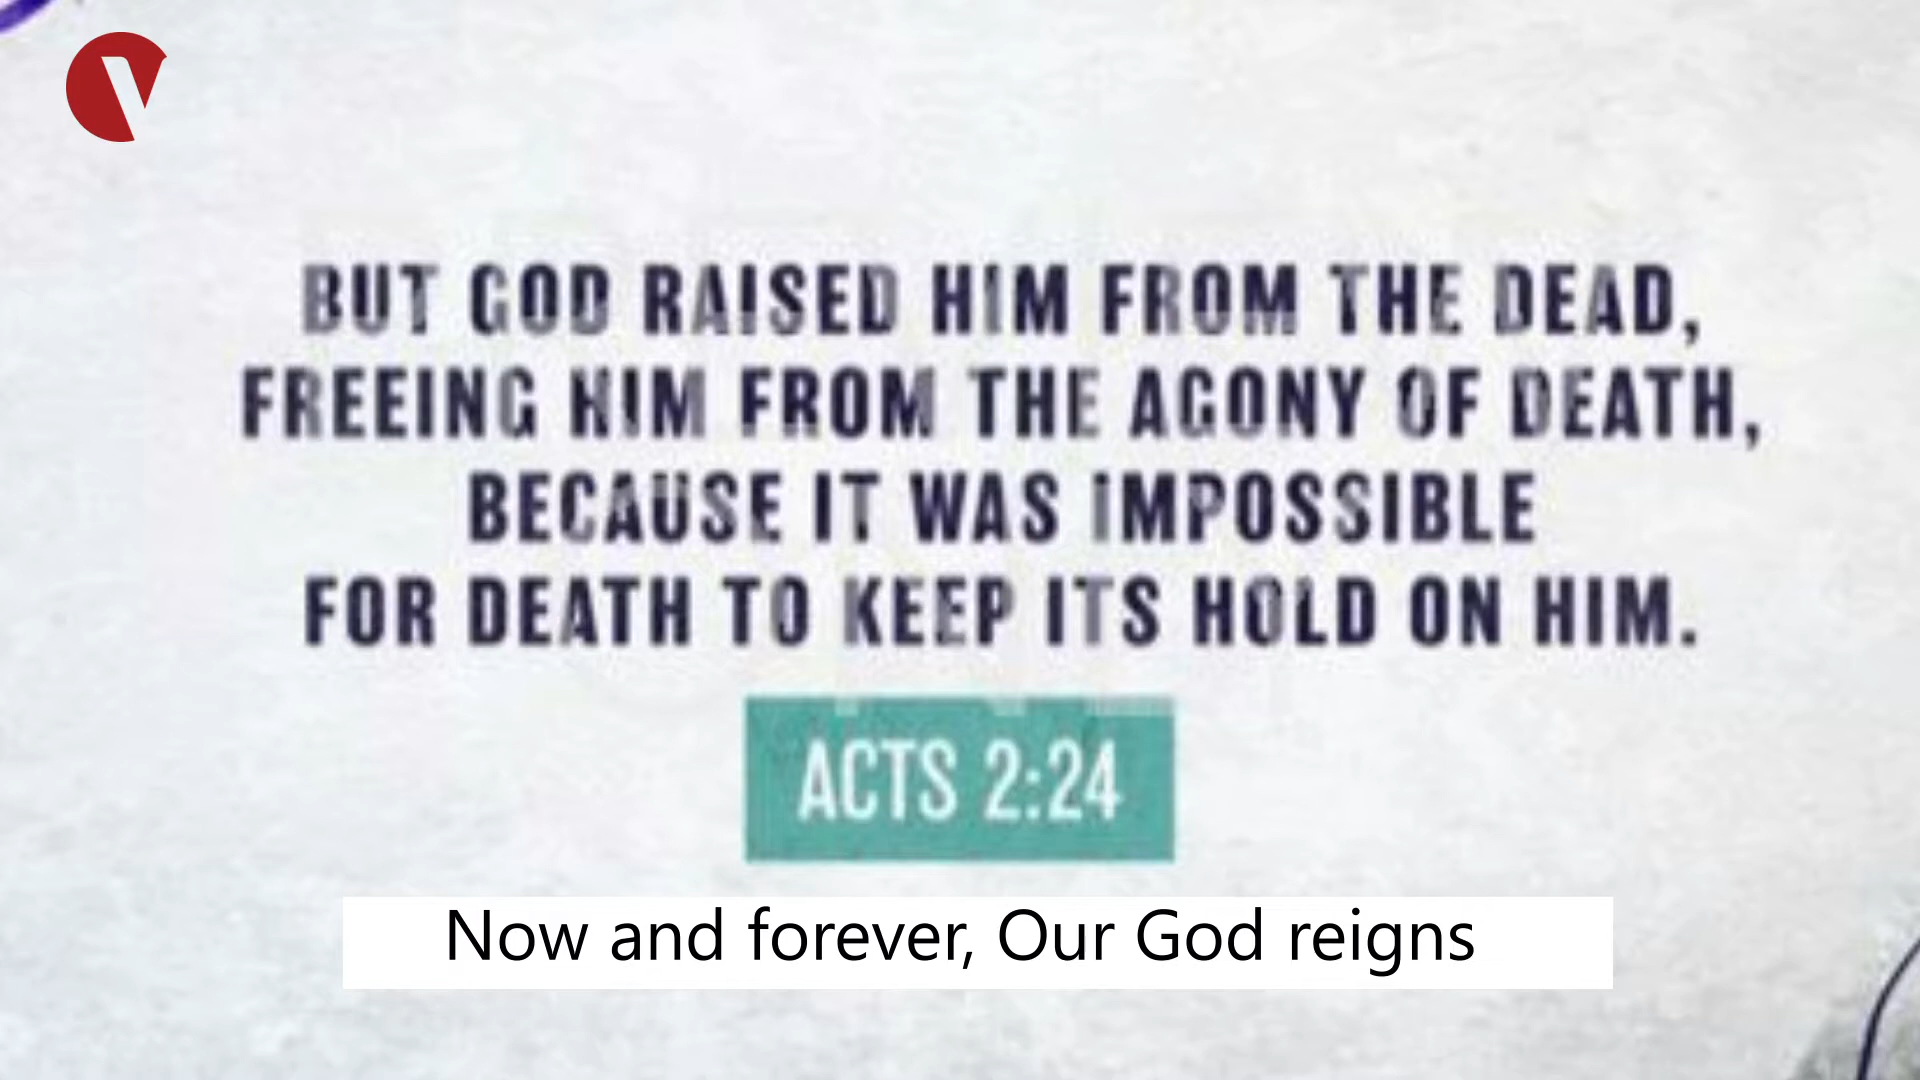 BUT GOD RAISED HIM FROM THE DEAD,
FREEING HIM FROM THE AGONY OF DEATH,
BECAUSE IT WAS IMPOSSIBLE
FOR DEATH TO KEEP ITS HOLD ON HIM.
ACTS 2:24
Now and forever, Our God reigns